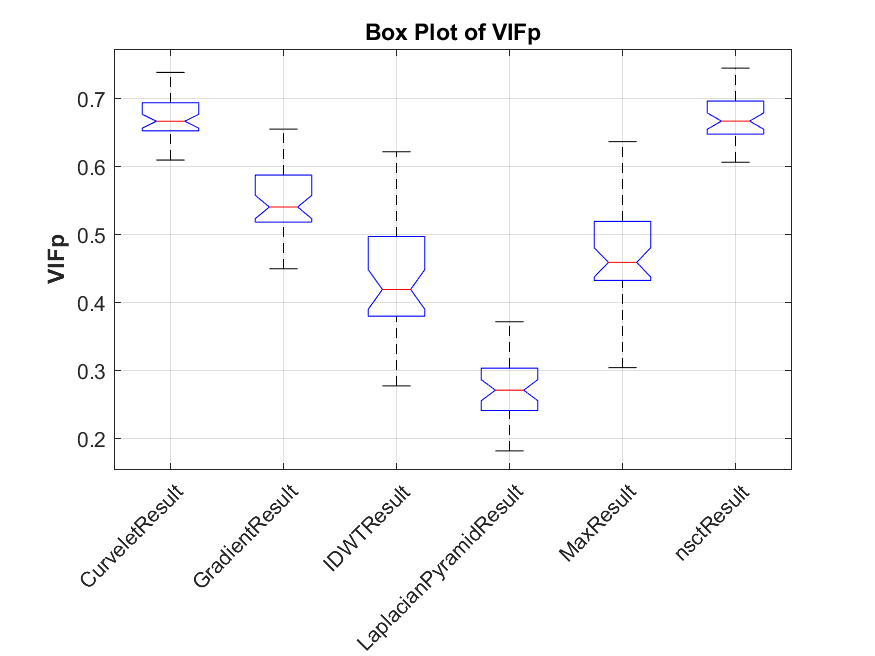 Box Plot of VIFp
VIFp
0.7
0.6
0.5
0.4
0.3
0.2
CurveletResult
GradientResult
IDWTResult
LaplacianPyramidResult
MaxResult
nsctResult